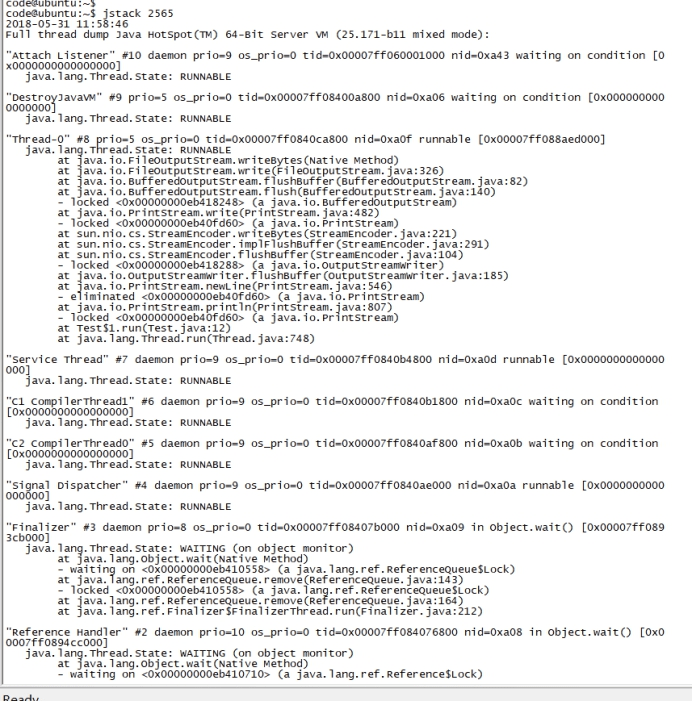 code@ubuntu:~$
code@ubuntu:~$ jstack 2565
2018-05-31 11:58:46
Full thread dump Java HotSpot(TM) 64-Bit Server VM (25.171-b11 mixed mode):
"Attach Listener" #10 daemon prio=9 os_prio=0 tid=0x00007ff060001000 nid=0xa43 waiting on condition [0
x0000000000000000]
java.lang.Thread.State: RUNNABLE
"DestroyJavaVM" #9 prio=5 os_prio=0 tid=0x00007ff08400a800 nid=0xa06 waiting on condition [0x000000000
0000000]
java.lang.Thread.State: RUNNABLE
"Thread-0" #8 prio=5 os_prio=0 tid=0x00007ff0840ca800 nid=0xa0f runnable [0x00007ff088aed000]
java.lang.Thread.State: RUNNABLE
at java.io.FileOutputStream.writeBytes(Native Method)
at java.io.FileOutputStream.write(FileOutputStream.java:326)
at java.io.BufferedOutputStream.flushBuffer(BufferedOutputStream.java:82)
at java.io.BufferedOutputStream.flush(BufferedOutputStream.java:140)
- locked <0x00000000eb418248> (a java.io.BufferedOutputStream)
at java.io.PrintStream.write(PrintStream.java:482)
- locked <0x00000000eb40fd60> (a java.io.PrintStream)
at sun.nio.cs.StreamEncoder.writeBytes(StreamEncoder.java:221)
at sun.nio.cs.StreamEncoder.implFlushBuffer(StreamEncoder.java:291)
at sun.nio.cs.StreamEncoder.flushBuffer(StreamEncoder.java:104)
- locked <0x00000000eb418288> (a java.io.OutputStreamWriter)
at java.io.OutputStreamWriter.flushBuffer(OutputStreamWriter.java:185)
at java.io.PrintStream.newLine(PrintStream.java:546)
- eliminated <0x00000000eb40fd60> (a java.io.PrintStream)
at java.io.PrintStream.println(PrintStream.java:807)
- locked <0x00000000eb40fd60> (a java.io.PrintStream)
at Test$1.run(Test.java:12)
at java.lang.Thread.run(Thread.java:748)
"Service Thread" #7 daemon prio=9 os_prio=0 tid=0x00007ff0840b4800 nid=0xa0d runnable [0x0000000000000
000]
java.lang.Thread.State: RUNNABLE
"C1 CompilerThread1" #6 daemon prio=9 os_prio=0 tid=0x00007ff0840b1800 nid=0xa0c waiting on condition
[0x0000000000000000]
java.lang.Thread.State: RUNNABLE
"C2 CompilerThread0" #5 daemon prio=9 os_prio=0 tid=0x00007ff0840af800 nid=0xa0b waiting on condition
[0x0000000000000000]
java.lang.Thread.State: RUNNABLE
"Signal Dispatcher" #4 daemon prio=9 os_prio=0 tid=0x00007ff0840ae000 nid=0xa0a runnable [0x0000000000
000000]
java.lang.Thread.State: RUNNABLE
"Finalizer" #3 daemon prio=8 os_prio=0 tid=0x00007ff08407b000 nid=0xa09 in Object.wait() [0x00007ff089
3cb000]
java.lang.Thread.State: WAITING (on object monitor)
at java.lang.Object.wait(Native Method)
- waiting on <0x00000000eb410558> (a java.lang.ref.ReferenceQueue$Lock)
at java.lang.ref.ReferenceQueue.remove(ReferenceQueue.java:143)
- locked <0x00000000eb410558> (a java.lang.ref.ReferenceQueue$Lock)
at java.lang.ref.ReferenceQueue.remove(ReferenceQueue.java:164)
at java.lang.ref.Finalizer$FinalizerThread.run(Finalizer.java:212)
"Reference Handler" #2 daemon prio=10 os_prio=0 tid=0x00007ff084076800 nid=0xa08 in Object.wait() [0x0
0007ff0894cc000]
java.lang.Thread.State: WAITING (on object monitor)
at java.lang.Object.wait(Native Method)
- waiting on <0x00000000eb410710> (a java.lang.ref.Reference$Lock)
Ready